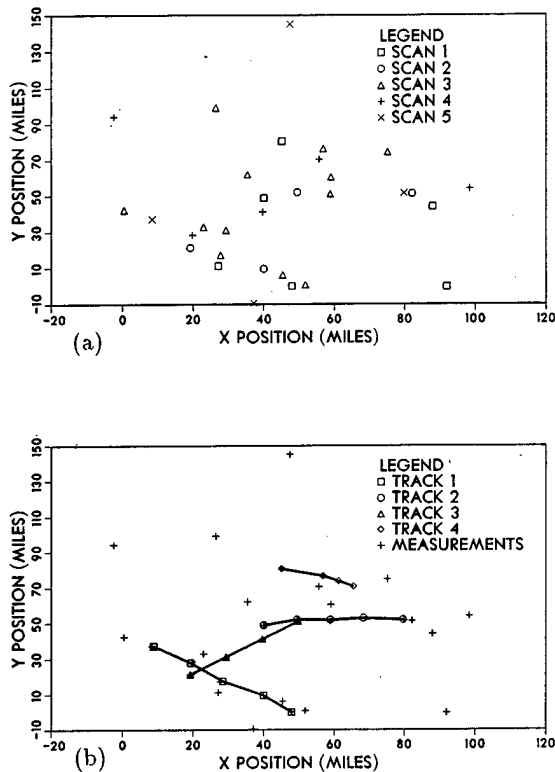 150
130
110
90
70
50
30
10
-10
Y POSITION (MILES)
LEGEND
SCAN 1
SCAN 2
SCAN 3
SCAN 4
SCAN 5
-20
0
20
40
60
80
100
120
X POSITION (MILES)
(a)
150
130
110
90
70
50
30
10
-10
Y POSITION (MILES)
LEGEND
TRACK 1
TRACK 2
TRACK 3
TRACK 4
MEASUREMENTS
-20
0
20
40
60
80
100
120
X POSITION (MILES)
(b)